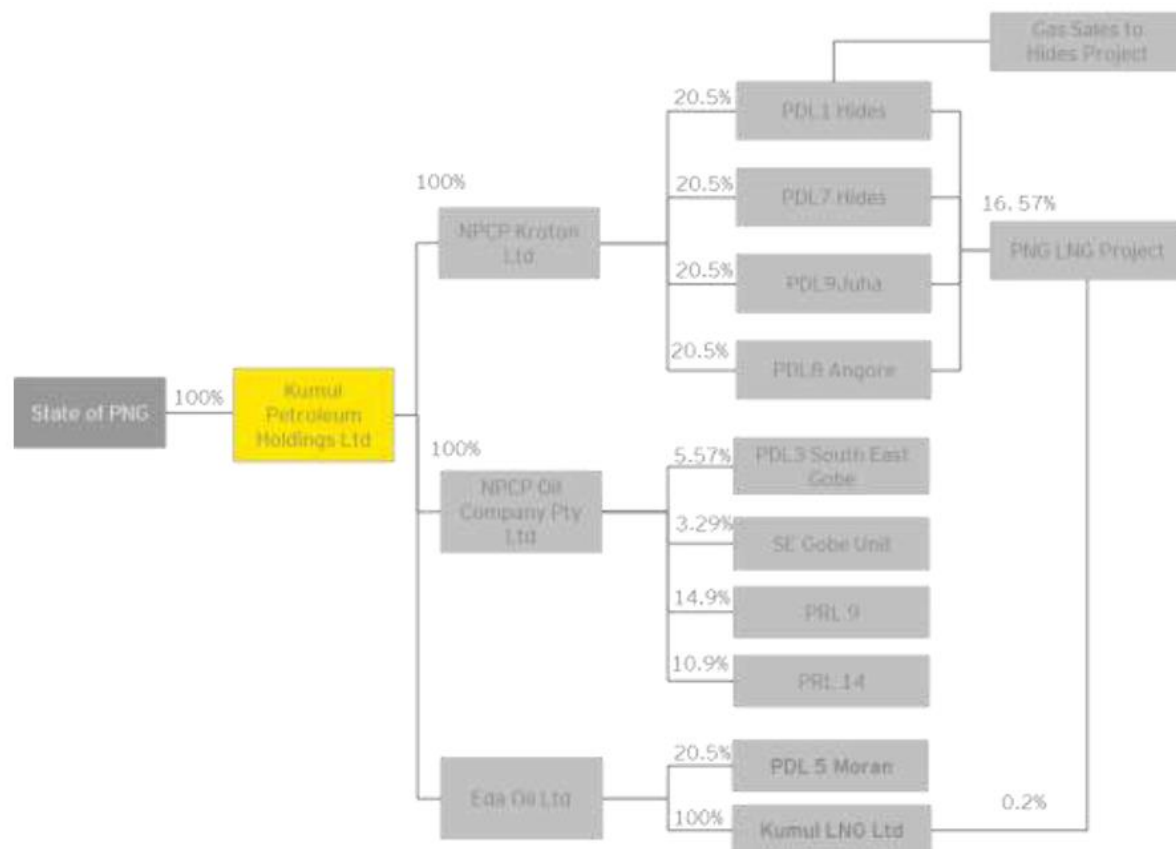 Gas Sales to
Hides Project
20.5%
PDL1 Hides
100%
20.5%
PDL7 Hides
16.57%
NPCP Kroton
Ltd
PNG LNG Project
20.5%
PDL9Juha
20.5%
PDL8 Angore
State of PNG
100%
Kumul
Petroleum
Holdings Ltd
100%
5.57%
PDL3 South East
Gobe
NPCP Oil
Company Pty
Ltd
3.29%
SE Gobe Unit
14.9%
PRL 9
10.9%
PRL 14
20.5%
PDL 5 Moran
Eda Oil Ltd
100%
Kumul LNG Ltd
0.2%